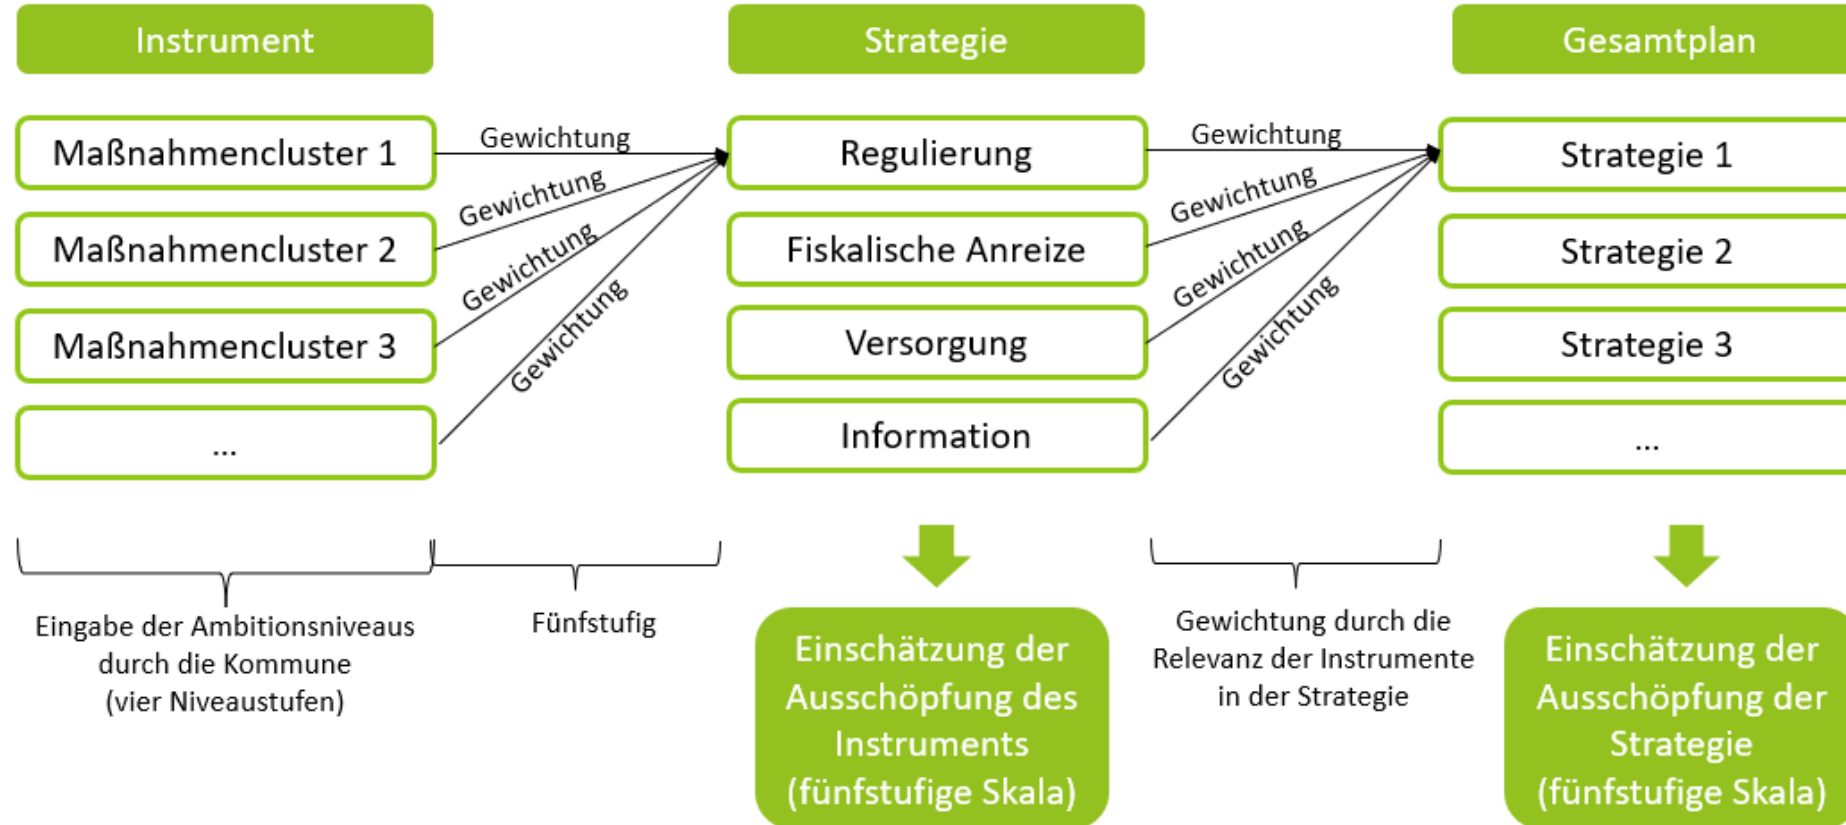 Instrument
Strategie
Gesamtplan
Maßnahmencluster 1
Gewichtung
Regulierung
Gewichtung
Strategie 1
Gewichtung
Gewichtung
Maßnahmencluster 2
Fiskalische Anreize
Strategie 2
Gewichtung
Gewichtung
Maßnahmencluster 3
Versorgung
Strategie 3
Gewichtung
Gewichtung
...
Information
...
Eingabe der Ambitionsniveaus
durch die Kommune
(vier Niveaustufen)
Fünfstufig
Einschätzung der
Ausschöpfung des
Instruments
(fünfstufige Skala)
Gewichtung durch die
Relevanz der Instrumente
in der Strategie
Einschätzung der
Ausschöpfung der
Strategie
(fünfstufige Skala)